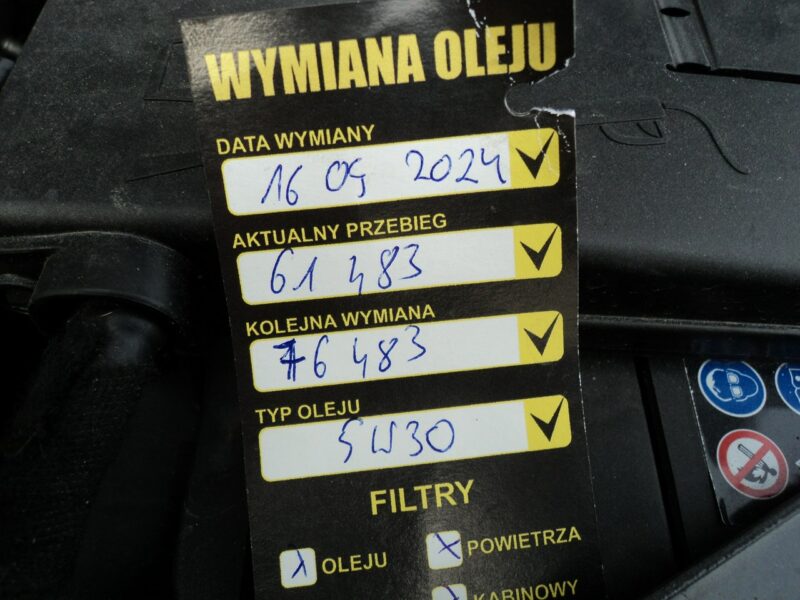 WYMIANA OLEJU
DATA WYMIANY
16 09 2024
AKTUALNY PRZEBIEG
61 483
KOLEJNA WYMIANA
76 483
TYP OLEJU
5W30
FILTRY
OLEJU
POWIETRZA
KABINOWY